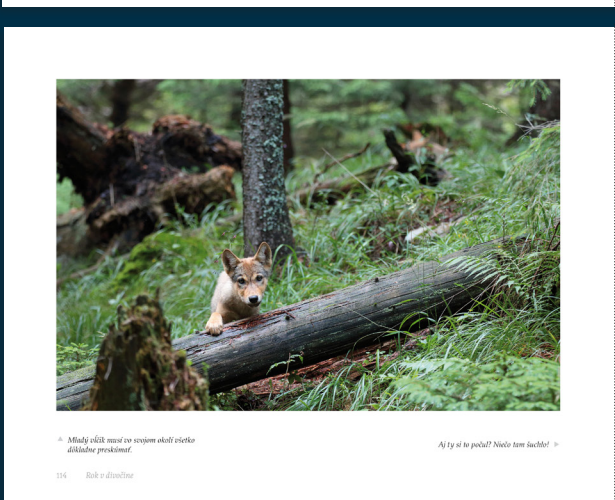 Mladý vĺčik musí vo svojom okolí všetko
dôkladne preskúmať.
Aj ty si to počul? Niečo tam šuchlo!
114 Rok v divočine